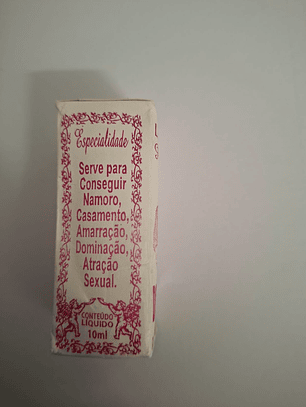 Especialidade
Serve para
Conseguir
Namoro,
Casamento,
Amarração,
Dominação,
Atração
Sexual.
CONTEÚDO
LÍQUIDO
10ml